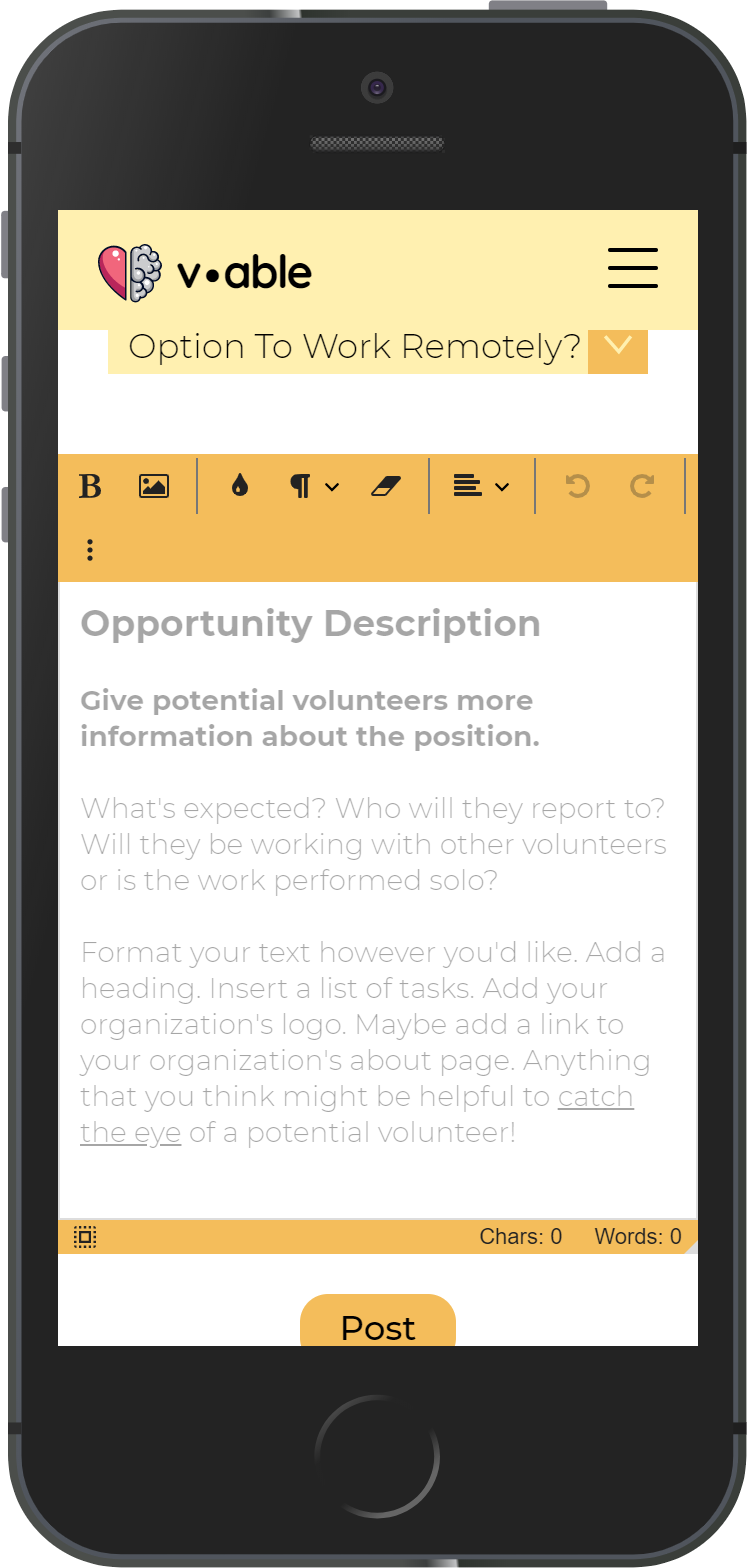 v•able
Option To Work Remotely?
B
Opportunity Description
Give potential volunteers more
information about the position.
What's expected? Who will they report to?
Will they be working with other volunteers
or is the work performed solo?
Format your text however you'd like. Add a
heading. Insert a list of tasks. Add your
organization's logo. Maybe add a link to
your organization's about page. Anything
that you think might be helpful to catch
the eye of a potential volunteer!
Chars: 0 Words: 0
Post